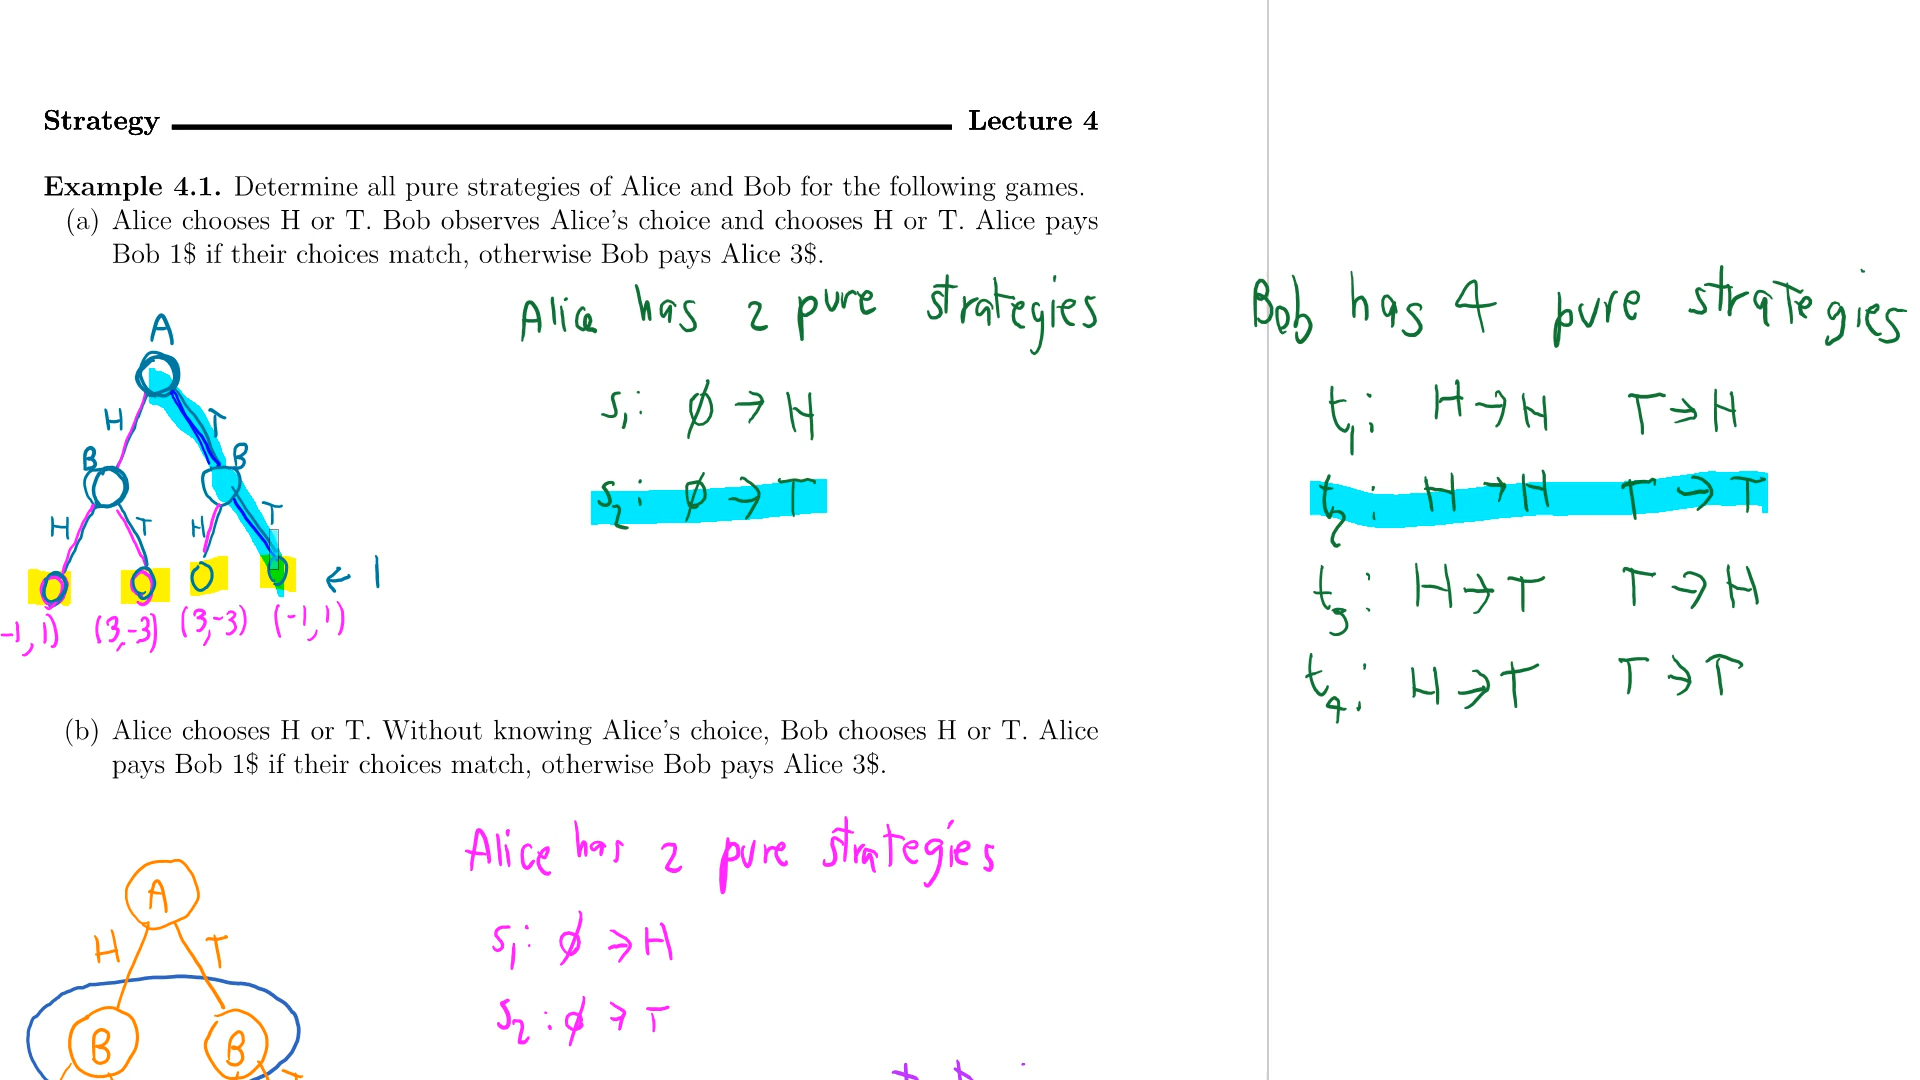 Strategy Lecture 4
Example 4.1. Determine all pure strategies of Alice and Bob for the following games.
(a) Alice chooses H or T. Bob observes Alice's choice and chooses H or T. Alice pays
Bob 1$ if their choices match, otherwise Bob pays Alice 3$.
Alice has 2 pure strategies
s₁: ∅ → H
s₂: ∅ → T
Bob has 4 pure strategies
t₁: H → H T → H
t₂: H → H T → T
t₃: H → T T → H
t₄: H → T T → T
A
H T
B B
H T H T
← 1
-1, 1) (3,-3) (3,-3) (-1, 1)
(b) Alice chooses H or T. Without knowing Alice's choice, Bob chooses H or T. Alice
pays Bob 1$ if their choices match, otherwise Bob pays Alice 3$.
Alice has 2 pure strategies
s₁: ∅ → H
s₂: ∅ → T
A
H T
B B